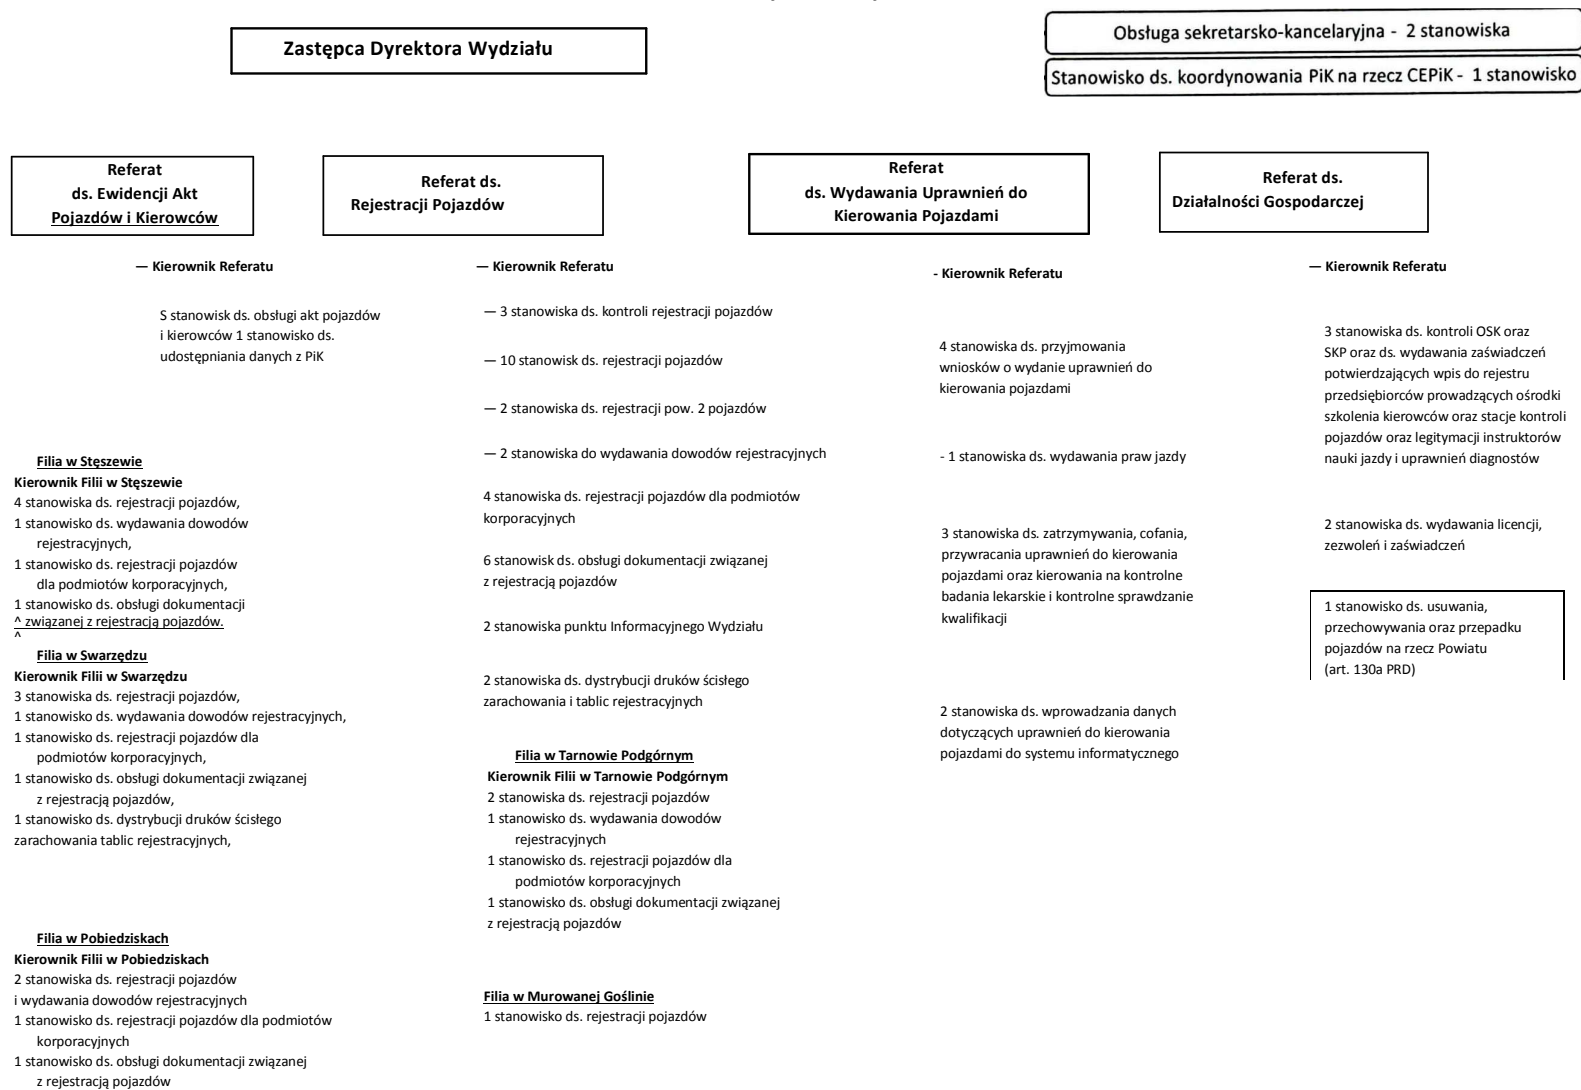 Zastępca Dyrektora Wydziału
Obsługa sekretarsko-kancelaryjna - 2 stanowiska
Stanowisko ds. koordynowania PiK na rzecz CEPiK - 1 stanowisko
Referat
ds. Ewidencji Akt
Pojazdów i Kierowców
Referat ds.
Rejestracji Pojazdów
Referat
ds. Wydawania Uprawnień do
Kierowania Pojazdami
Referat ds.
Działalności Gospodarczej
— Kierownik Referatu
S stanowisk ds. obsługi akt pojazdów
i kierowców 1 stanowisko ds.
udostępniania danych z PiK
Filia w Stęszewie
Kierownik Filii w Stęszewie
4 stanowiska ds. rejestracji pojazdów,
1 stanowisko ds. wydawania dowodów
rejestracyjnych,
1 stanowisko ds. rejestracji pojazdów
dla podmiotów korporacyjnych,
1 stanowisko ds. obsługi dokumentacji
^ związanej z rejestracją pojazdów.
^
Filia w Swarzędzu
Kierownik Filii w Swarzędzu
3 stanowiska ds. rejestracji pojazdów,
1 stanowisko ds. wydawania dowodów rejestracyjnych,
1 stanowisko ds. rejestracji pojazdów dla
podmiotów korporacyjnych,
1 stanowisko ds. obsługi dokumentacji związanej
z rejestracją pojazdów,
1 stanowisko ds. dystrybucji druków ścisłego
zarachowania tablic rejestracyjnych,
Filia w Pobiedziskach
Kierownik Filii w Pobiedziskach
2 stanowiska ds. rejestracji pojazdów
i wydawania dowodów rejestracyjnych
1 stanowisko ds. rejestracji pojazdów dla podmiotów
korporacyjnych
1 stanowisko ds. obsługi dokumentacji związanej
z rejestracją pojazdów
— Kierownik Referatu
— 3 stanowiska ds. kontroli rejestracji pojazdów
— 10 stanowisk ds. rejestracji pojazdów
— 2 stanowiska ds. rejestracji pow. 2 pojazdów
— 2 stanowiska do wydawania dowodów rejestracyjnych
4 stanowiska ds. rejestracji pojazdów dla podmiotów
korporacyjnych
6 stanowisk ds. obsługi dokumentacji związanej
z rejestracją pojazdów
2 stanowiska punktu Informacyjnego Wydziału
2 stanowiska ds. dystrybucji druków ścisłego
zarachowania i tablic rejestracyjnych
Filia w Tarnowie Podgórnym
Kierownik Filii w Tarnowie Podgórnym
2 stanowiska ds. rejestracji pojazdów
1 stanowisko ds. wydawania dowodów
rejestracyjnych
1 stanowisko ds. rejestracji pojazdów dla
podmiotów korporacyjnych
1 stanowisko ds. obsługi dokumentacji związanej
z rejestracją pojazdów
Filia w Murowanej Goślinie
1 stanowisko ds. rejestracji pojazdów
- Kierownik Referatu
4 stanowiska ds. przyjmowania
wniosków o wydanie uprawnień do
kierowania pojazdami
- 1 stanowiska ds. wydawania praw jazdy
3 stanowiska ds. zatrzymywania, cofania,
przywracania uprawnień do kierowania
pojazdami oraz kierowania na kontrolne
badania lekarskie i kontrolne sprawdzanie
kwalifikacji
2 stanowiska ds. wprowadzania danych
dotyczących uprawnień do kierowania
pojazdami do systemu informatycznego
— Kierownik Referatu
3 stanowiska ds. kontroli OSK oraz
SKP oraz ds. wydawania zaświadczeń
potwierdzających wpis do rejestru
przedsiębiorców prowadzących ośrodki
szkolenia kierowców oraz stacje kontroli
pojazdów oraz legitymacji instruktorów
nauki jazdy i uprawnień diagnostów
2 stanowiska ds. wydawania licencji,
zezwoleń i zaświadczeń
1 stanowisko ds. usuwania,
przechowywania oraz przepadku
pojazdów na rzecz Powiatu
(art. 130a PRD)